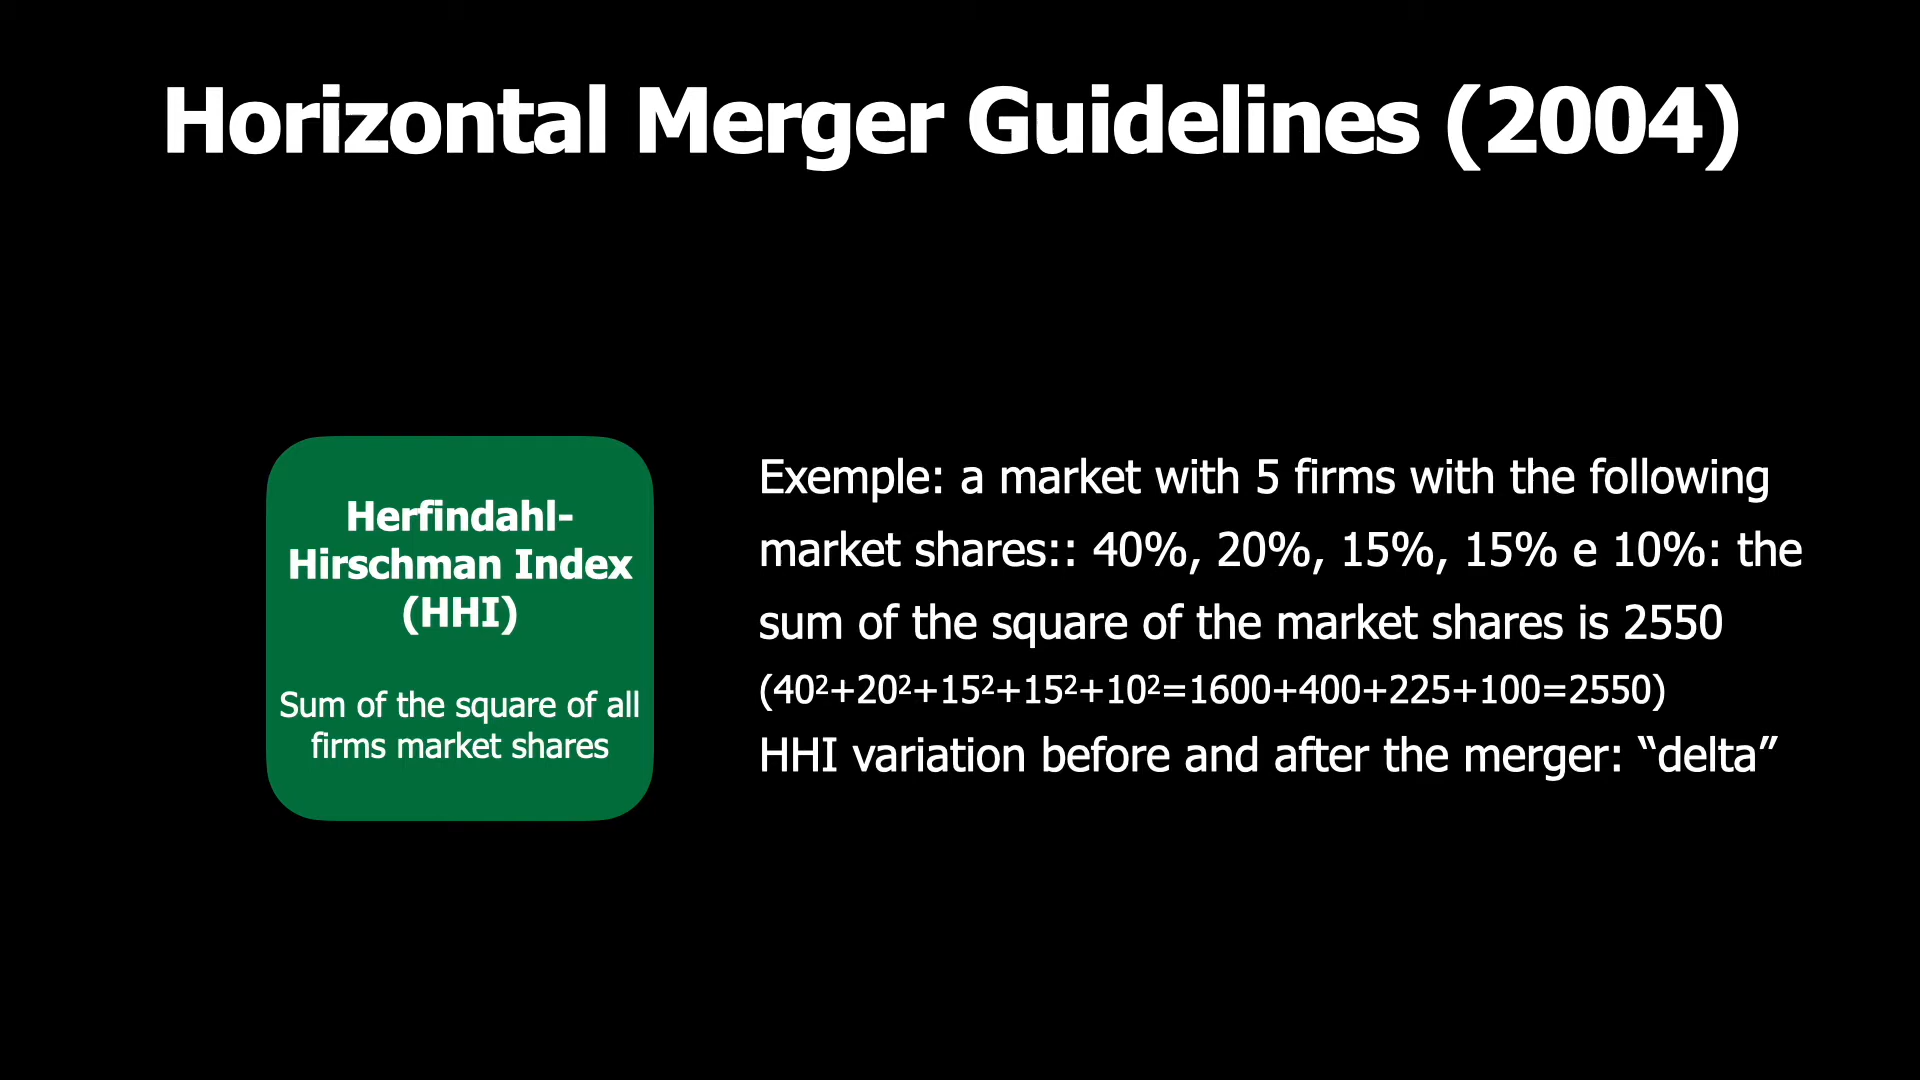 Horizontal Merger Guidelines (2004)
Herfindahl-
Hirschman Index
(HHI)
Sum of the square of all
firms market shares
Exemple: a market with 5 firms with the following
market shares:: 40%, 20%, 15%, 15% e 10%: the
sum of the square of the market shares is 2550
(40²+20²+15²+15²+10²=1600+400+225+100=2550)
HHI variation before and after the merger: “delta”